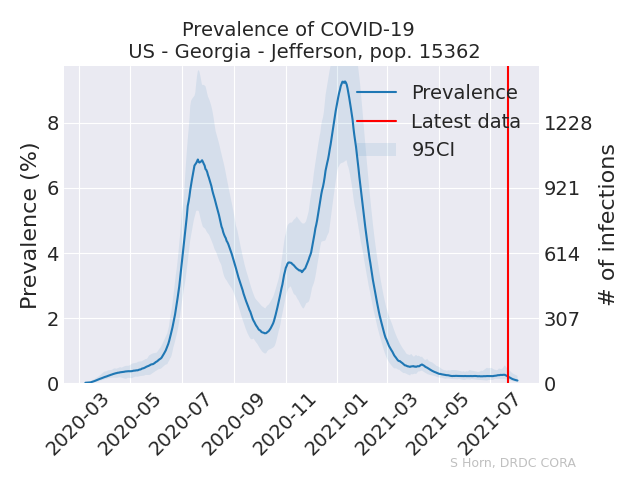 Prevalence of COVID-19
US - Georgia - Jefferson, pop. 15362
Prevalence
Latest data
95CI
Prevalence (%)
8
6
4
2
0
1228
921
614
307
0
# of infections
2020-03
2020-05
2020-07
2020-09
2020-11
2021-01
2021-03
2021-05
2021-07
S Horn, DRDC CORA